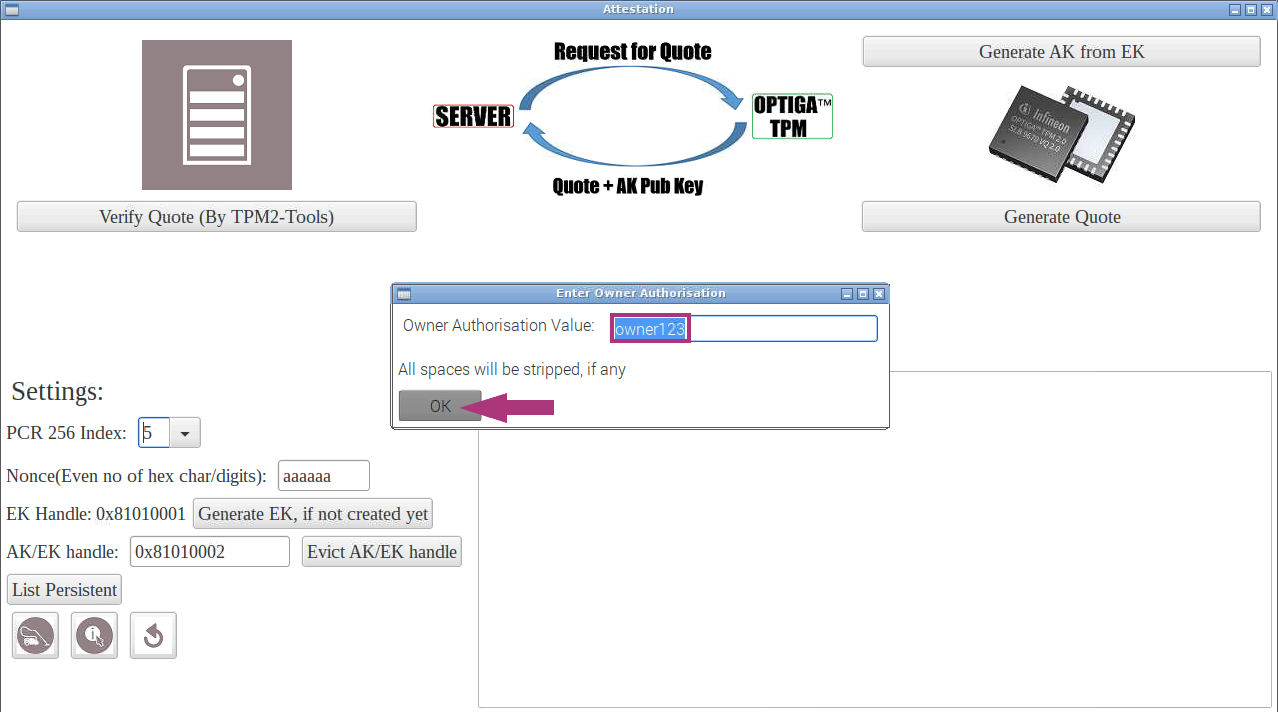 Attestation
Request for Quote
SERVER
OPTIGA™
TPM
Quote + AK Pub Key
Verify Quote (By TPM2-Tools)
Generate AK from EK
Infineon
OPTIGA™ TPM 2.0
SLB 9670 VQ 2.0
Generate Quote
Enter Owner Authorisation
Owner Authorisation Value: owner123
All spaces will be stripped, if any
OK
Settings:
PCR 256 Index: 5
Nonce(Even no of hex char/digits): aaaaaa
EK Handle: 0x81010001 Generate EK, if not created yet
AK/EK handle: 0x81010002 Evict AK/EK handle
List Persistent
i